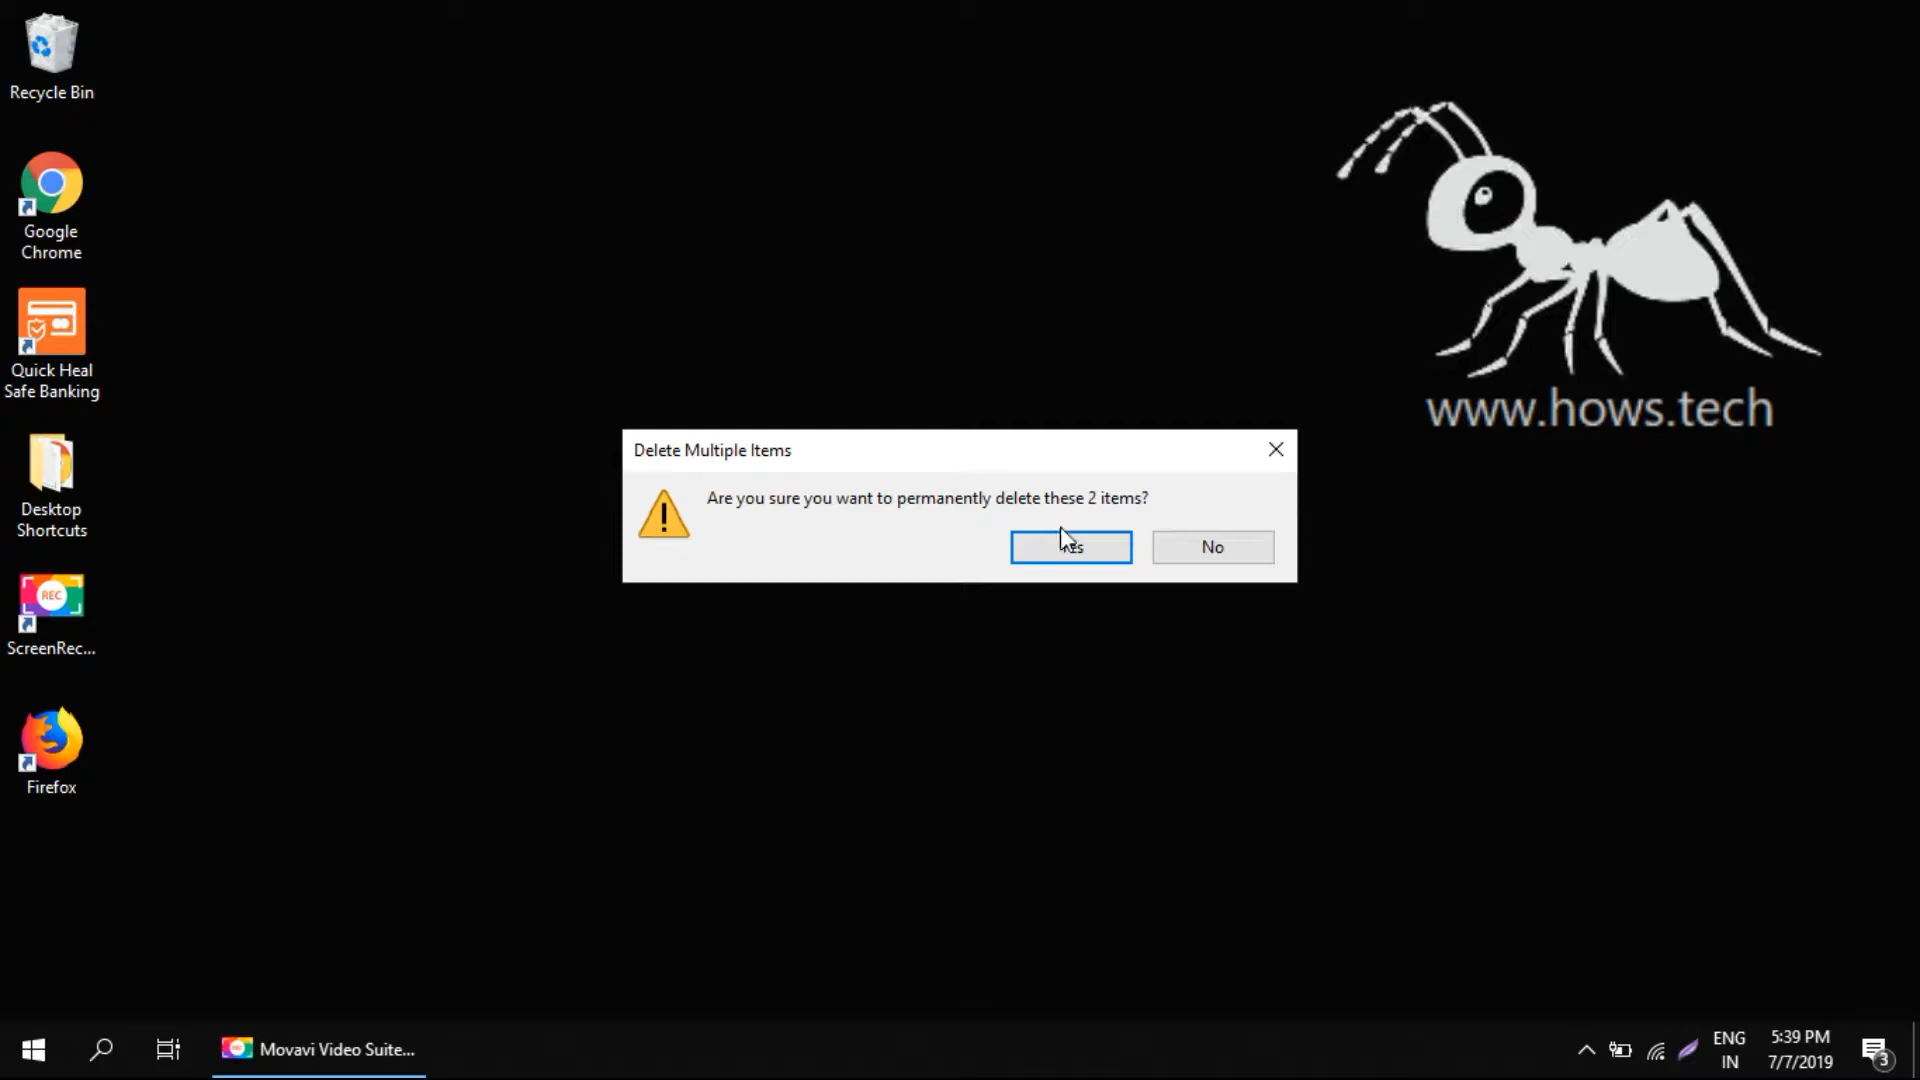 Recycle Bin
Google
Chrome
Quick Heal
Safe Banking
Desktop
Shortcuts
REC
ScreenRec...
Firefox
www.hows.tech
Delete Multiple Items
Are you sure you want to permanently delete these 2 items?
No
Movavi Video Suite...
ENG
IN
5:39 PM
7/7/2019
3